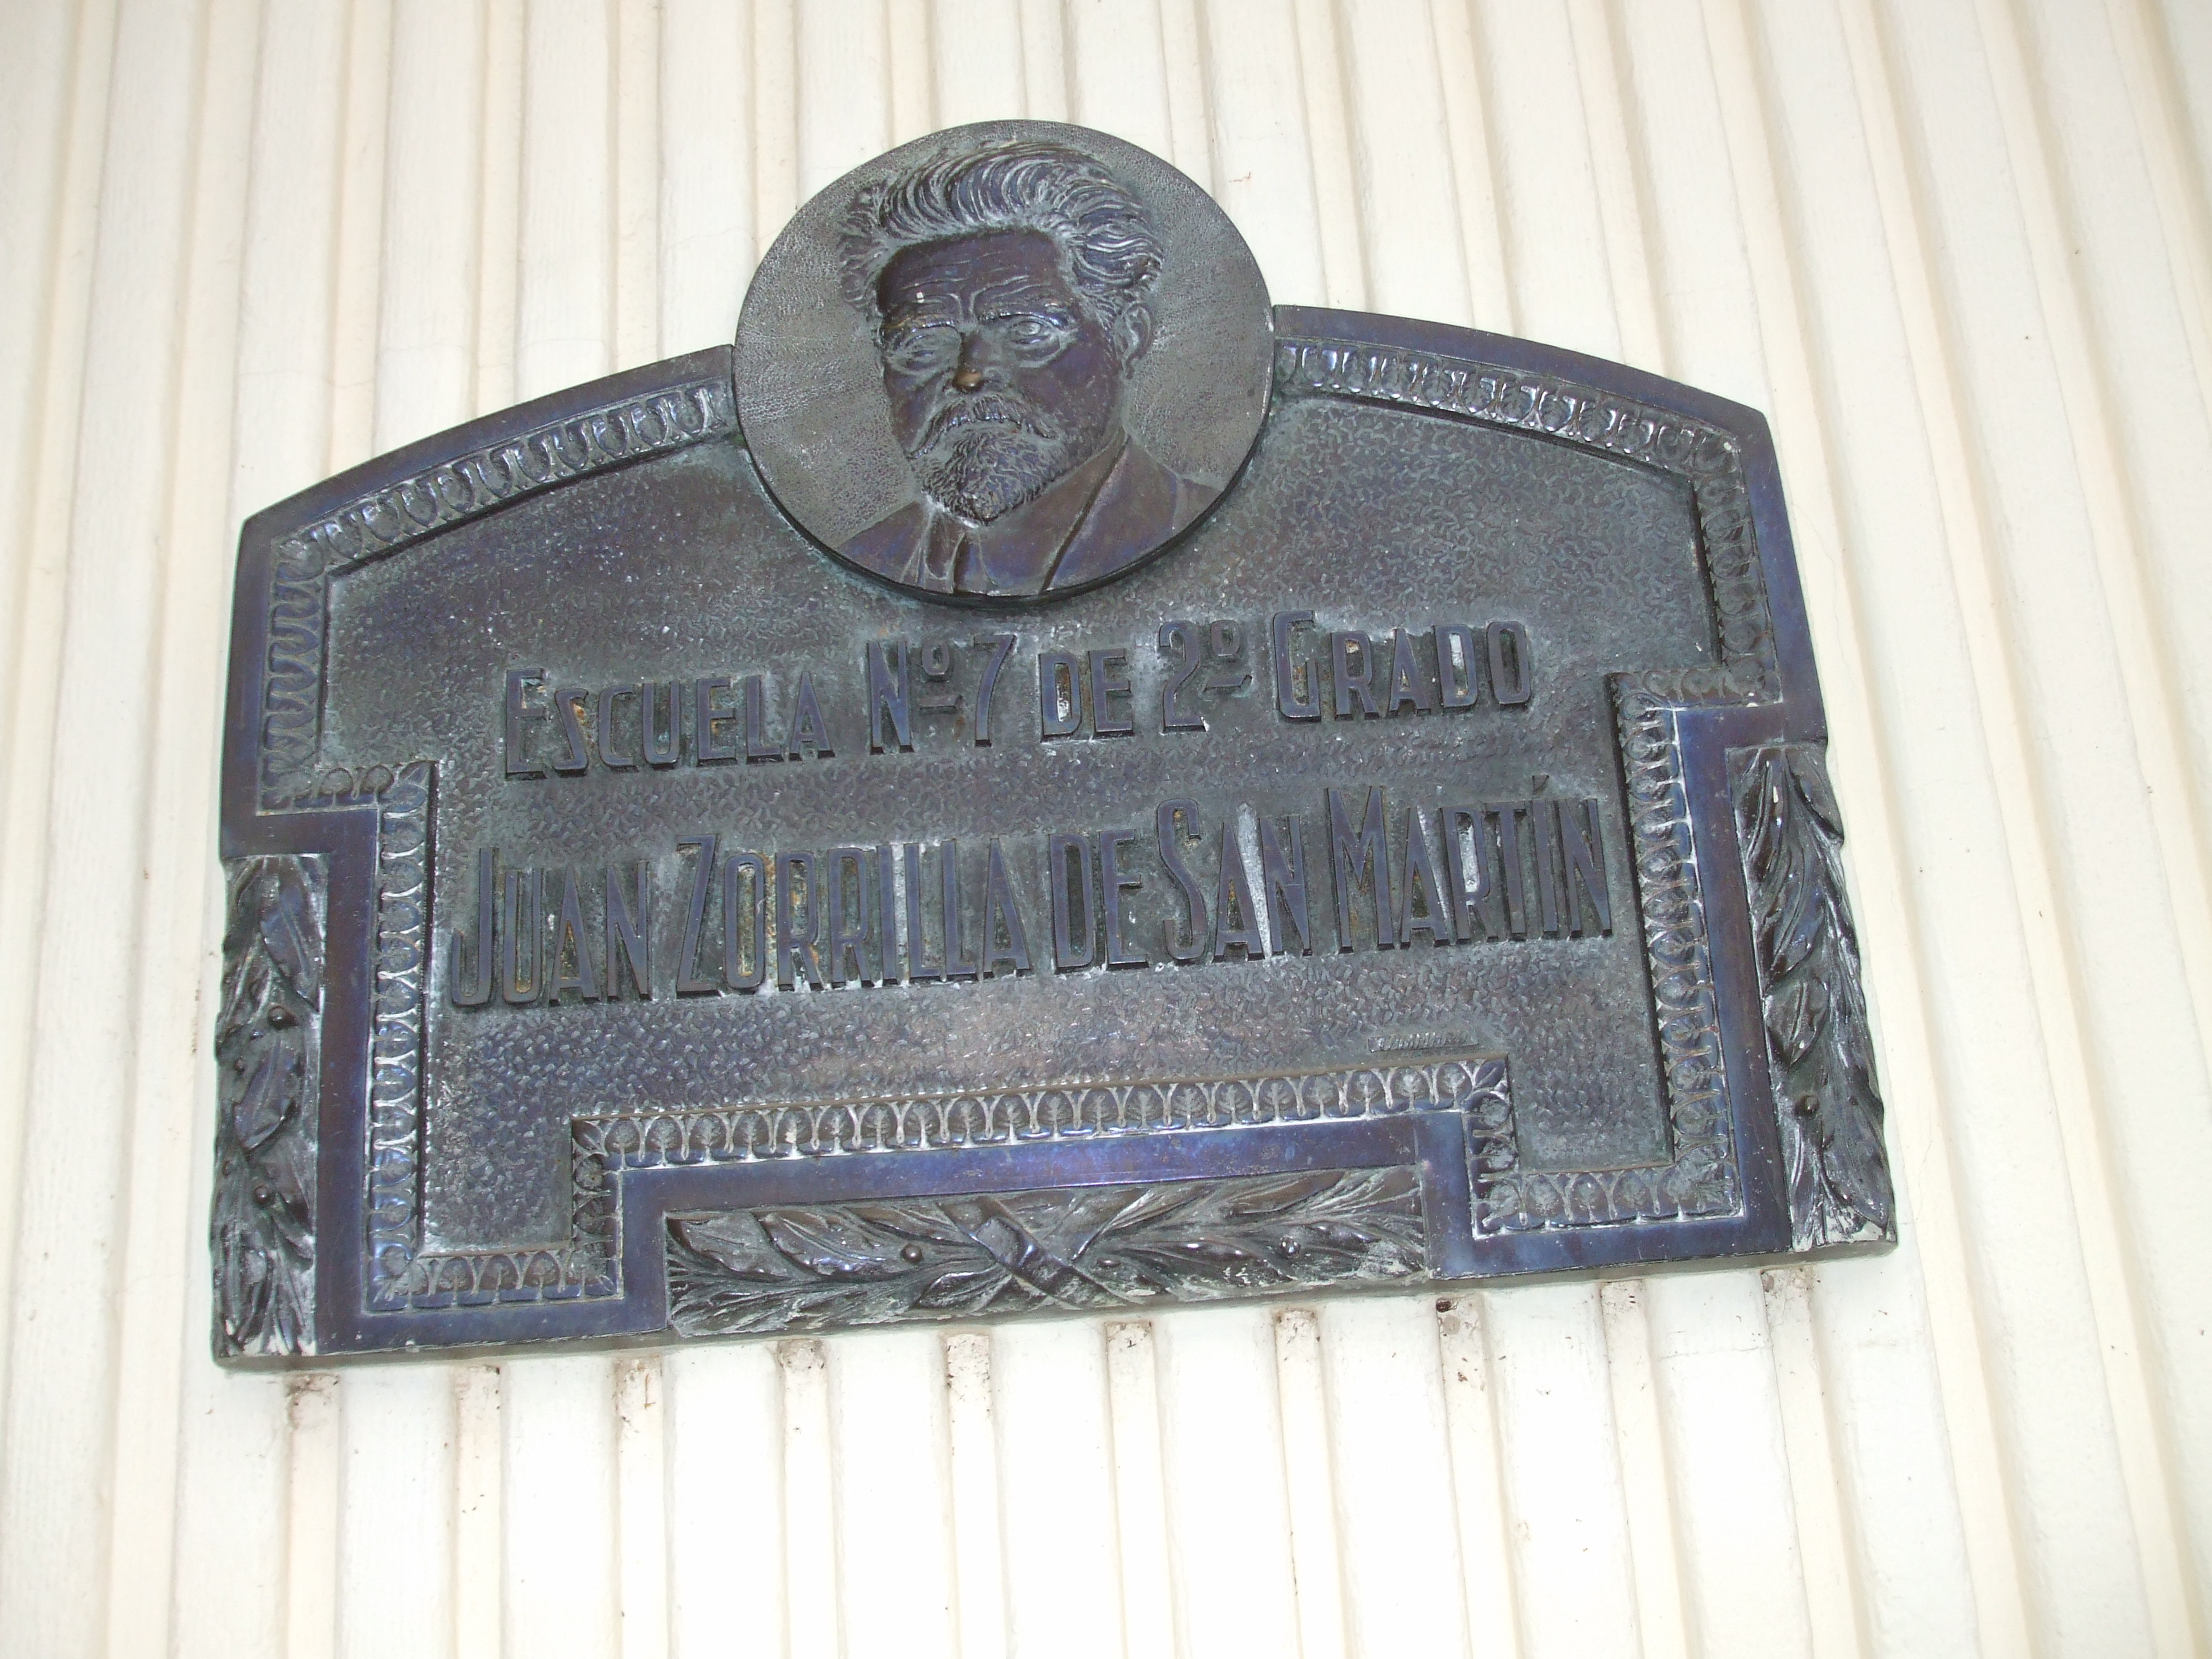 ESCUELA Nº 7 DE 2º GRADO
JUAN ZORRILLA DE SAN MARTÍN